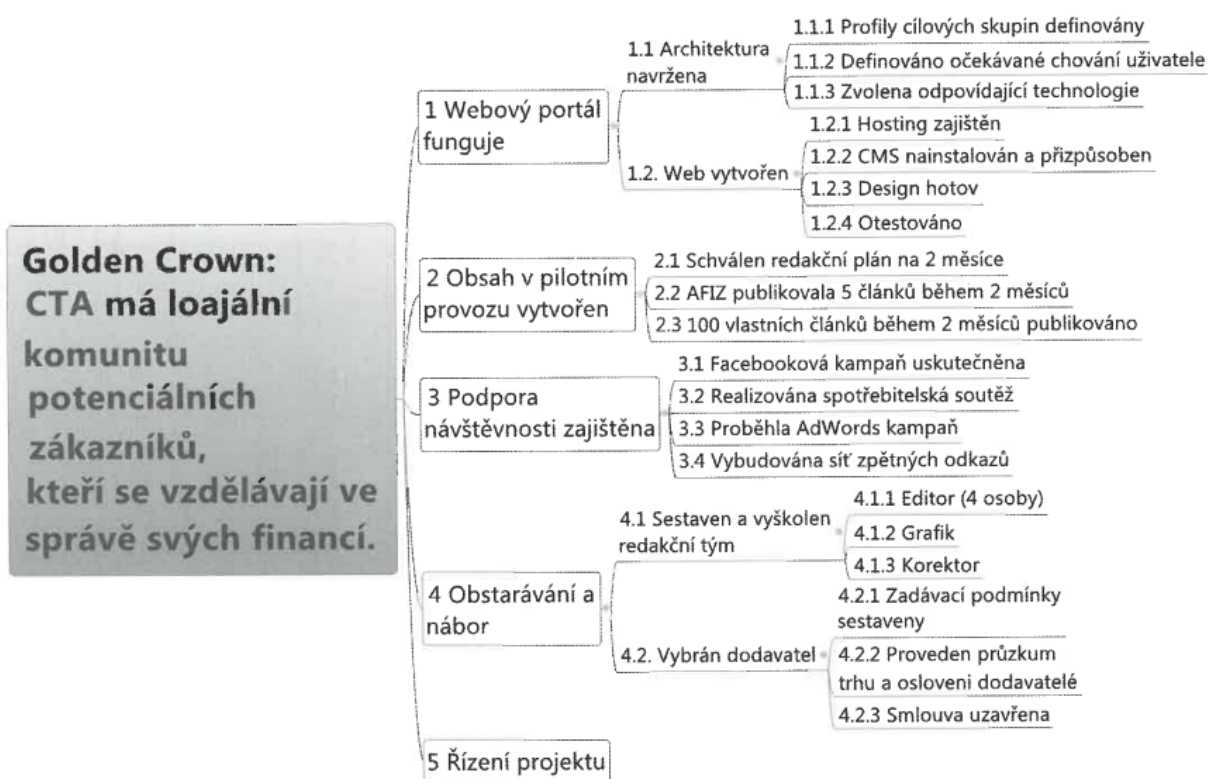 Golden Crown:
CTA má loajální
komunitu
potenciálních
zákazníků,
kteří se vzdělávají ve
správě svých financí.
1 Webový portál
funguje
1.1 Architektura
navržena
1.1.1 Profily cílových skupin definovány
1.1.2 Definováno očekávané chování uživatele
1.1.3 Zvolena odpovídající technologie
1.2. Web vytvořen
1.2.1 Hosting zajištěn
1.2.2 CMS nainstalován a přizpůsoben
1.2.3 Design hotov
1.2.4 Otestováno
2 Obsah v pilotním
provozu vytvořen
2.1 Schválen redakční plán na 2 měsíce
2.2 AFIZ publikovala 5 článků během 2 měsíců
2.3 100 vlastních článků během 2 měsíců publikováno
3 Podpora
návštěvnosti zajištěna
3.1 Facebooková kampaň uskutečněna
3.2 Realizována spotřebitelská soutěž
3.3 Proběhla AdWords kampaň
3.4 Vybudována síť zpětných odkazů
4 Obstarávání a
nábor
4.1 Sestaven a vyškolen
redakční tým
4.1.1 Editor (4 osoby)
4.1.2 Grafik
4.1.3 Korektor
4.2. Vybrán dodavatel
4.2.1 Zadávací podmínky
sestaveny
4.2.2 Proveden průzkum
trhu a osloveni dodavatelé
4.2.3 Smlouva uzavřena
5 Řízení projektu